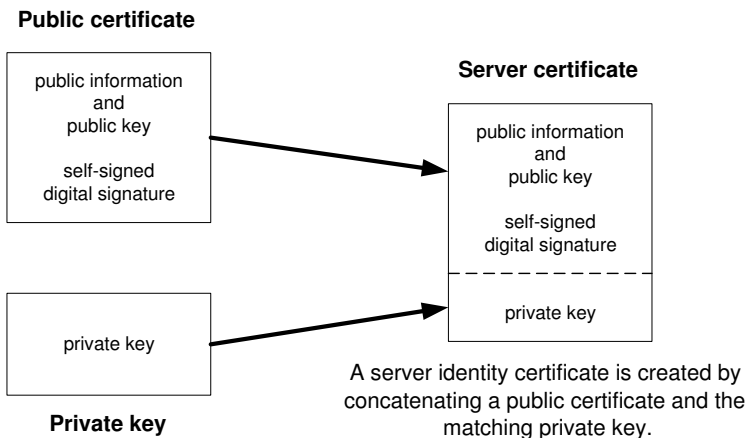 Public certificate
public information
and
public key
self-signed
digital signature
private key
Private key
Server certificate
public information
and
public key
self-signed
digital signature
private key
A server identity certificate is created by
concatenating a public certificate and the
matching private key.